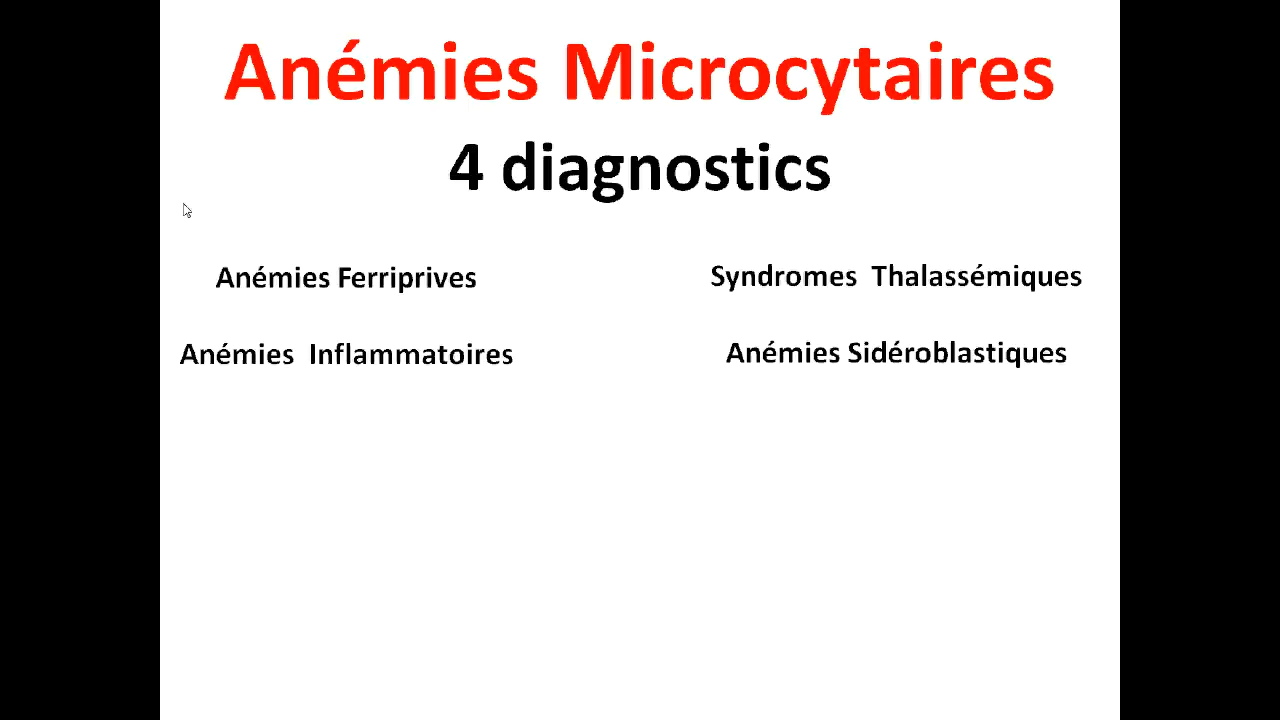 Anémies Microcytaires
4 diagnostics
Anémies Ferriprives
Syndromes Thalassémiques
Anémies Inflammatoires
Anémies Sidéroblastiques